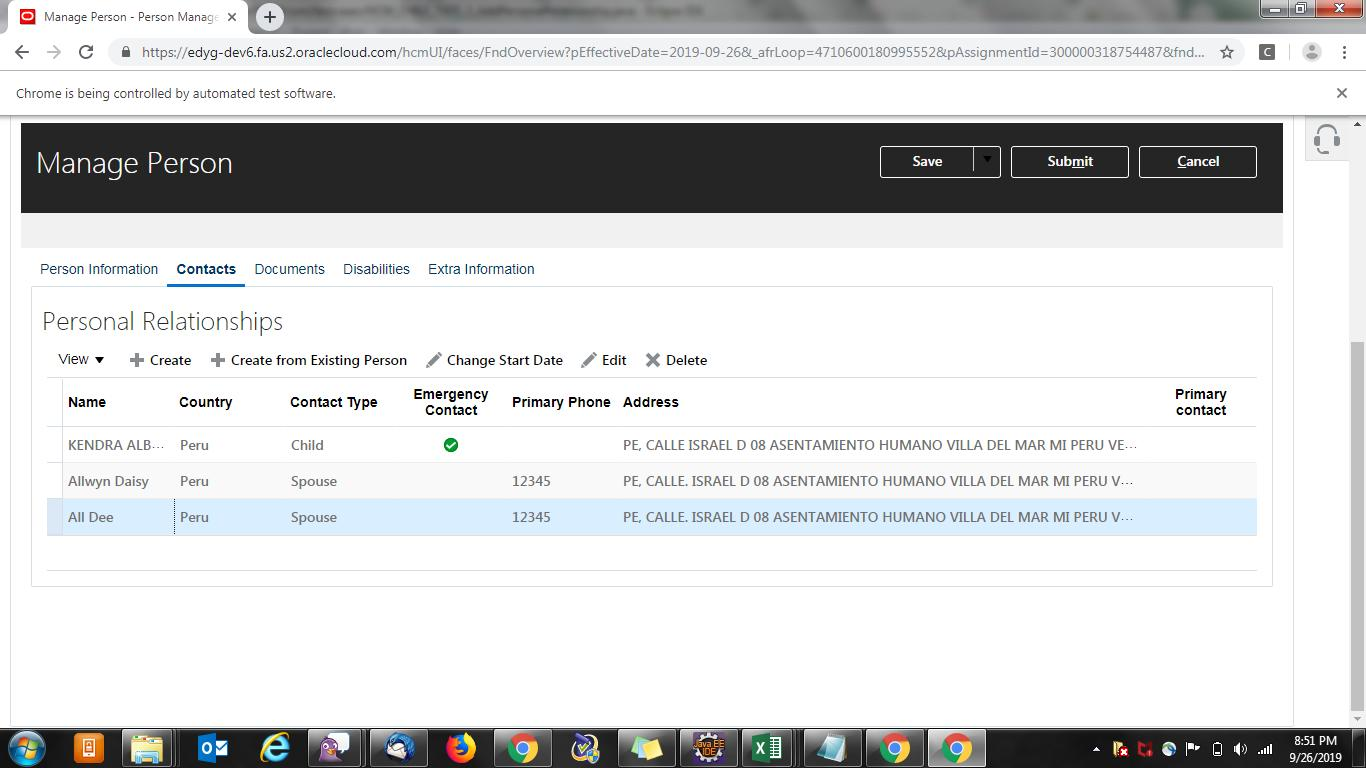 Manage Person - Person Manage
https://edyg-dev6.fa.us2.oraclecloud.com/hcmUI/faces/FndOverview?pEffectiveDate=2019-09-26&_afrLoop=4710600180995552&pAssignmentId=300000318754487&fnd...
C
Chrome is being controlled by automated test software.
Manage Person
Save Submit Cancel
Person Information Contacts Documents Disabilities Extra Information
Personal Relationships
View Create Create from Existing Person Change Start Date Edit Delete
Name Country Contact Type Emergency Contact Primary Phone Address Primary contact
KENDRA ALB... Peru Child PE, CALLE ISRAEL D 08 ASENTAMIENTO HUMANO VILLA DEL MAR MI PERU VE...
Allwyn Daisy Peru Spouse 12345 PE, CALLE. ISRAEL D 08 ASENTAMIENTO HUMANO VILLA DEL MAR MI PERU V...
All Dee Peru Spouse 12345 PE, CALLE. ISRAEL D 08 ASENTAMIENTO HUMANO VILLA DEL MAR MI PERU V...
Java EE
IDE
8:51 PM
9/26/2019